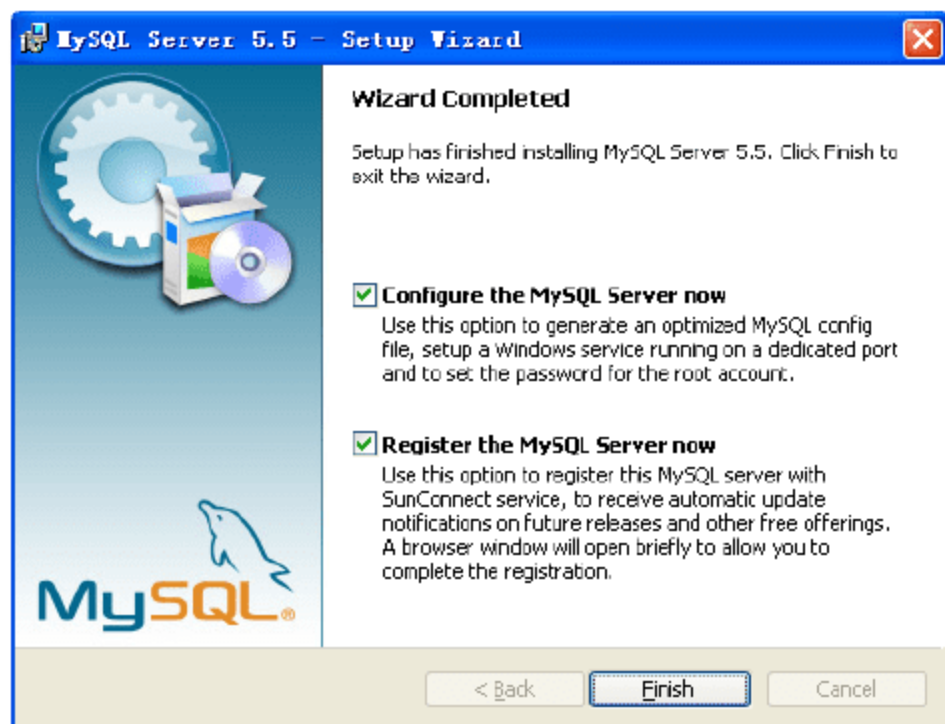 MySQL Server 5.5 - Setup Wizard
Wizard Completed
Setup has finished installing MySQL Server 5.5. Click Finish to
exit the wizard.
Configure the MySQL Server now
Use this option to generate an optimized MySQL config
file, setup a Windows service running on a dedicated port
and to set the password for the root account.
Register the MySQL Server now
Use this option to register this MySQL server with
SunConnect service, to receive automatic update
notifications on future releases and other free offerings.
A browser window will open briefly to allow you to
complete the registration.
MySQL®
< Back
Finish
Cancel